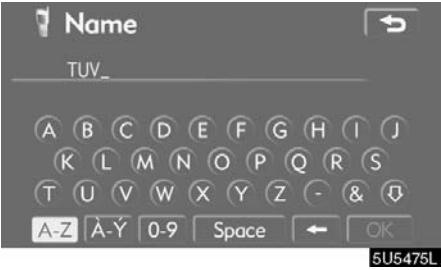 Name
TUV_
A B C D E F G H I J
K L M N O P Q R S
T U V W X Y Z - &
A-Z À-Ý 0-9 Space ← OK
5U5475L